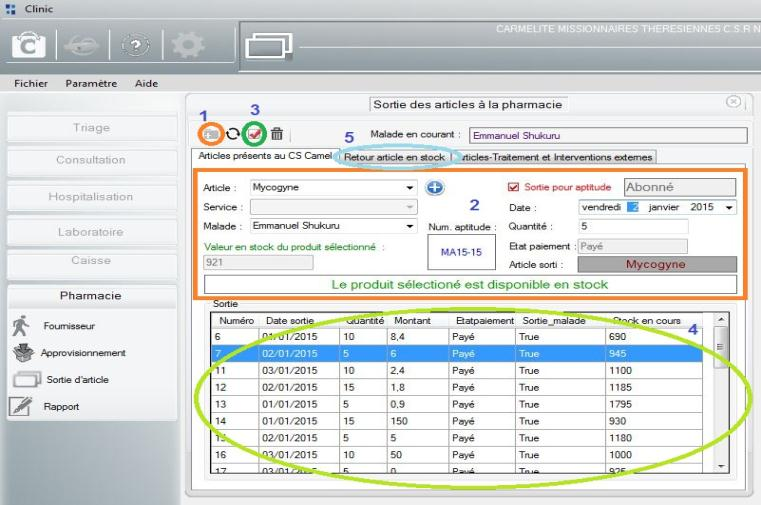 Clinic
CARMELITE MISSIONNAIRES THERESIENNES C.S.R N
Fichier Paramètre Aide
Sortie des articles à la pharmacie
1
3
5
Malade en courant : Emmanuel Shukuru
Triage
Consultation
Hospitalisation
Laboratoire
Caisse
Pharmacie
Fournisseur
Approvisionnement
Sortie d'article
Rapport
Articles présents au CS Camel Retour article en stock rticles-Traitement et Interventions externes
Article : Mycogyne
Sortie pour aptitude Abonné
Service :
2
Date : vendredi 2 janvier 2015
Malade : Emmanuel Shukuru
Num. aptitude :
Quantité : 5
Valeur en stock du produit sélectionné :
MA15-15
Etat paiement : Payé
921
Article sorti : Mycogyne
Le produit sélectioné est disponible en stock
Sortie
Numéro Date sortie Quantité Montant Etatpaiement Sortie_malade Stock en cours
4
6 01/01/2015 10 8,4 Payé True 690
7 02/01/2015 5 6 Payé True 945
11 03/01/2015 10 2,4 Payé True 1100
12 02/01/2015 15 1,8 Payé True 1185
13 01/01/2015 5 0,9 Payé True 1795
14 01/01/2015 15 150 Payé True 930
15 02/01/2015 5 5 Payé True 1180
16 03/01/2015 10 50 Payé True 1000
17 03/01/2015 5 0 Payé True 925